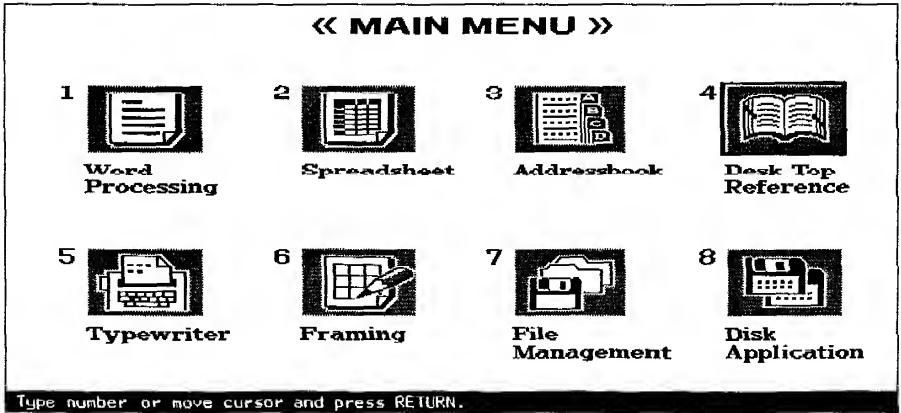 « MAIN MENU »
1 2 3 4
Word Processing
Spreadsheet
Addressbook
Desk Top Reference
5 6 7 8
Typewriter
Framing
File Management
Disk Application
Type number or move cursor and press RETURN.